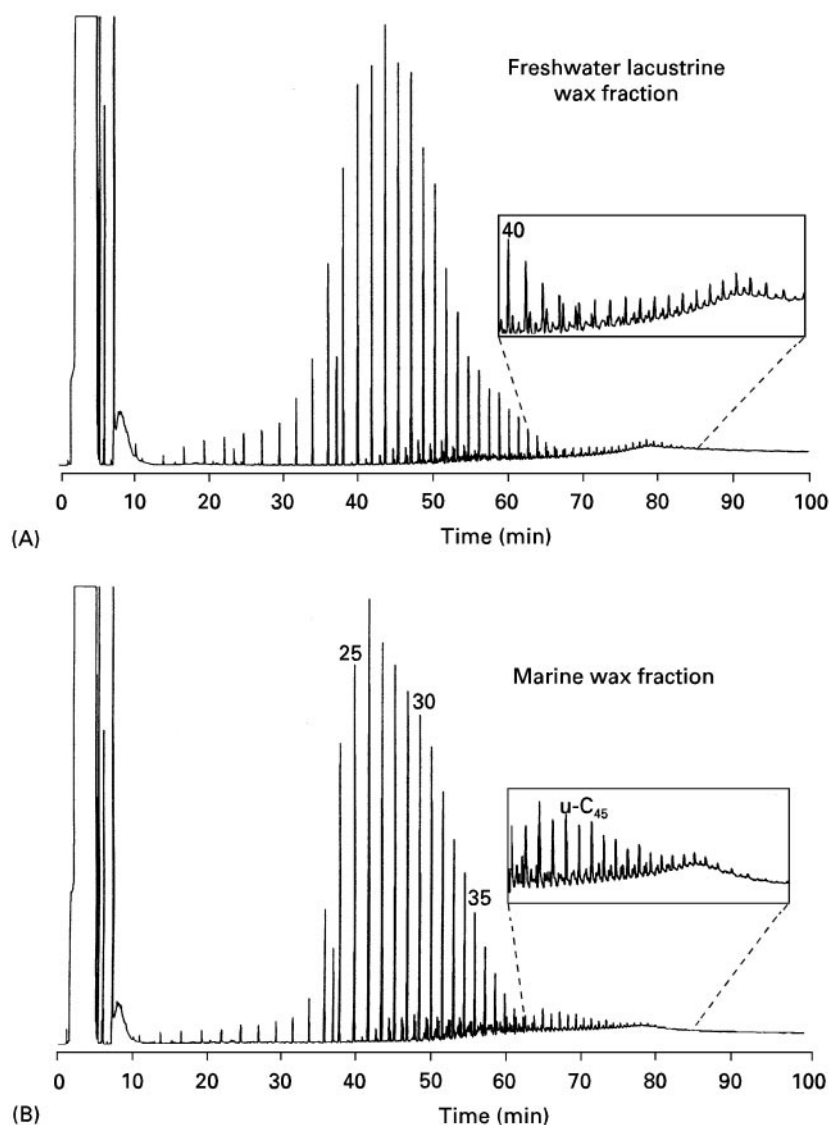 Freshwater lacustrine
wax fraction
40
0 10 20 30 40 50 60 70 80 90 100
Time (min)
(A)
25
30
Marine wax fraction
u-C₄₅
35
0 10 20 30 40 50 60 70 80 90 100
Time (min)
(B)